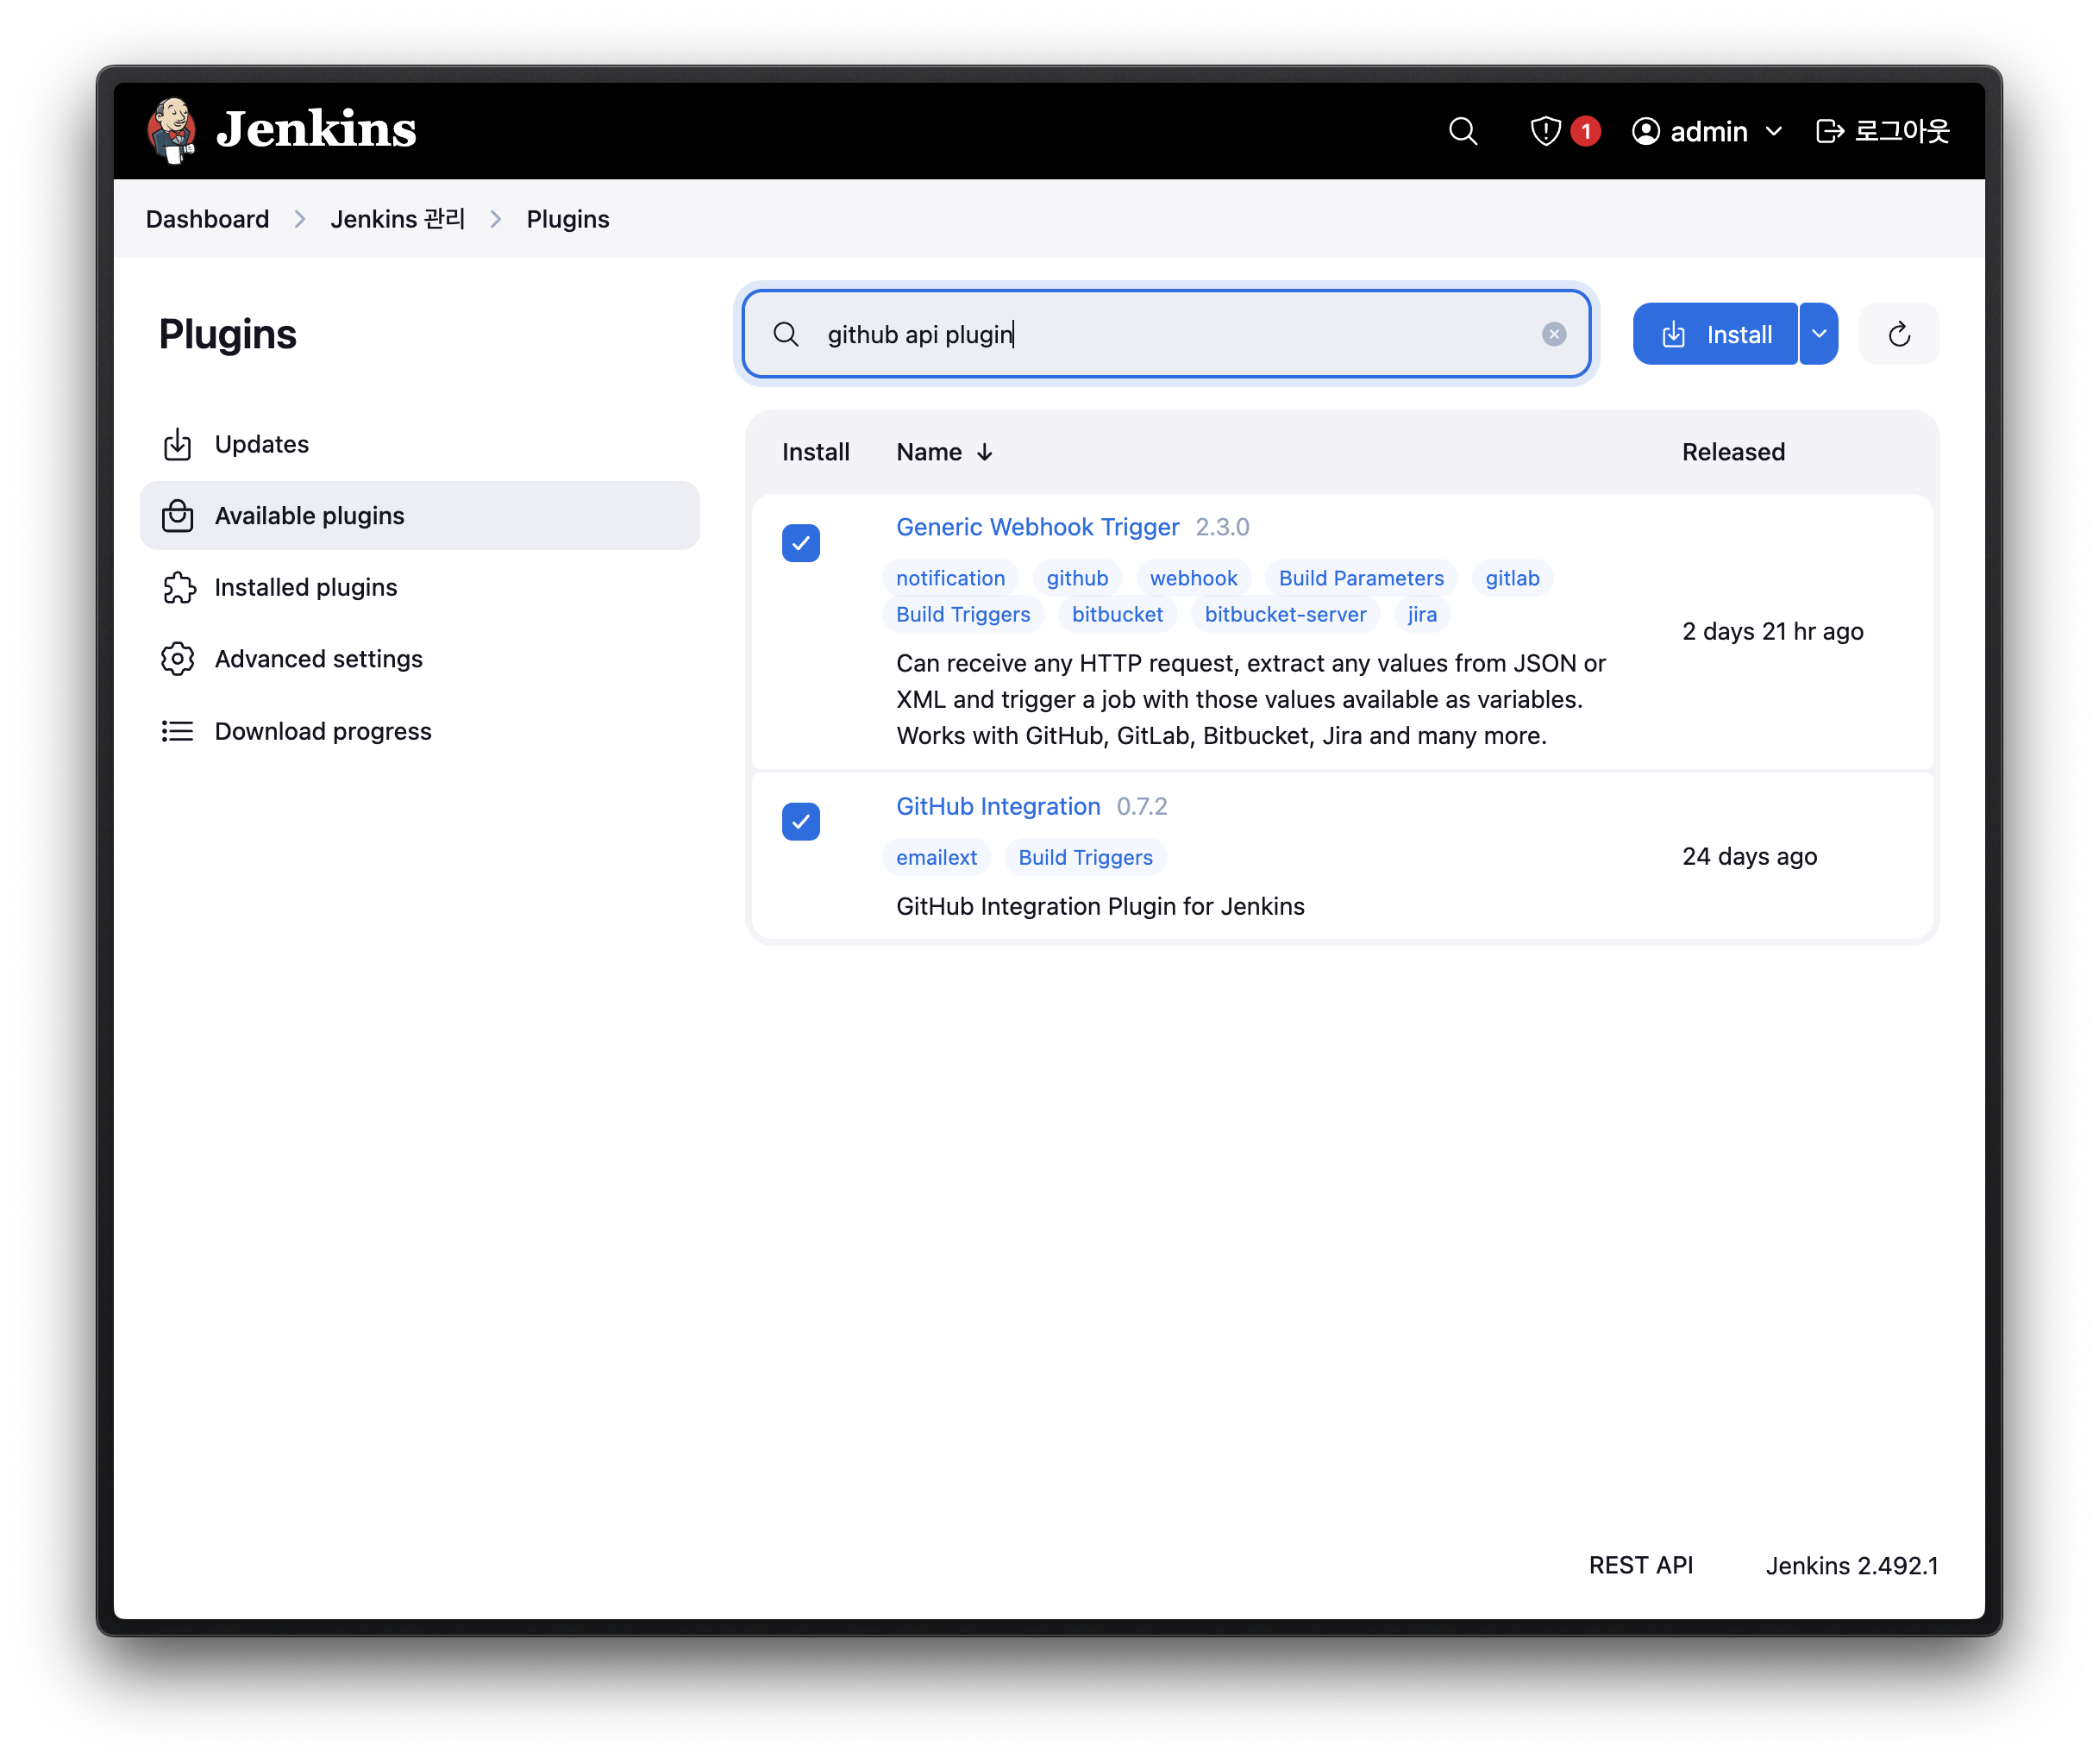 Jenkins
1
admin
로그아웃
Dashboard
Jenkins 관리
Plugins
Plugins
Updates
Available plugins
Installed plugins
Advanced settings
Download progress
github api plugin
Install
Install Name Released
Generic Webhook Trigger 2.3.0
notification github webhook Build Parameters gitlab
Build Triggers bitbucket bitbucket-server jira
Can receive any HTTP request, extract any values from JSON or
XML and trigger a job with those values available as variables.
Works with GitHub, GitLab, Bitbucket, Jira and many more.
2 days 21 hr ago
GitHub Integration 0.7.2
emailext Build Triggers
GitHub Integration Plugin for Jenkins
24 days ago
REST API
Jenkins 2.492.1